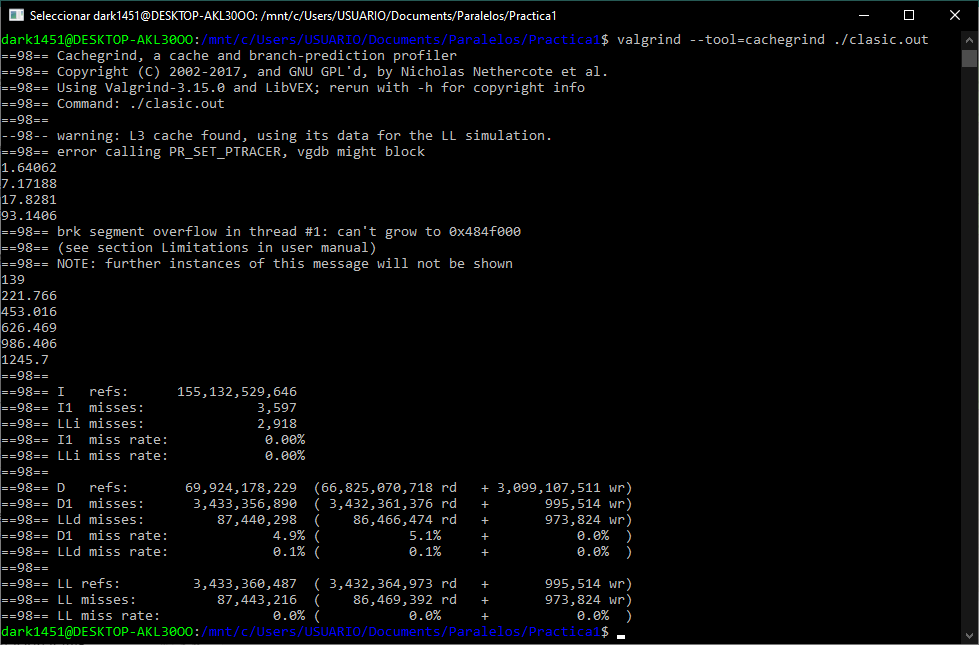 Seleccionar dark1451@DESKTOP-AKL30OO: /mnt/c/Users/USUARIO/Documents/Paralelos/Practica1
dark1451@DESKTOP-AKL30OO:/mnt/c/Users/USUARIO/Documents/Paralelos/Practica1$ valgrind --tool=cachegrind ./clasic.out
==98== Cachegrind, a cache and branch-prediction profiler
==98== Copyright (C) 2002-2017, and GNU GPL'd, by Nicholas Nethercote et al.
==98== Using Valgrind-3.15.0 and LibVEX; rerun with -h for copyright info
==98== Command: ./clasic.out
==98==
--98-- warning: L3 cache found, using its data for the LL simulation.
==98== error calling PR_SET_PTRACER, vgdb might block
1.64062
7.17188
17.8281
93.1406
==98== brk segment overflow in thread #1: can't grow to 0x484f000
==98== (see section Limitations in user manual)
==98== NOTE: further instances of this message will not be shown
139
221.766
453.016
626.469
986.406
1245.7
==98==
==98== I   refs:      155,132,529,646
==98== I1  misses:              3,597
==98== LLi misses:              2,918
==98== I1  miss rate:            0.00%
==98== LLi miss rate:            0.00%
==98==
==98== D   refs:       69,924,178,229  (66,825,070,718 rd   + 3,099,107,511 wr)
==98== D1  misses:      3,433,356,890  ( 3,432,361,376 rd   +       995,514 wr)
==98== LLd misses:         87,440,298  (    86,466,474 rd   +       973,824 wr)
==98== D1  miss rate:             4.9% (           5.1%     +           0.0%  )
==98== LLd miss rate:             0.1% (           0.1%     +           0.0%  )
==98==
==98== LL refs:         3,433,360,487  ( 3,432,364,973 rd   +       995,514 wr)
==98== LL misses:          87,443,216  (    86,469,392 rd   +       973,824 wr)
==98== LL miss rate:              0.0% (           0.0%     +           0.0%  )
dark1451@DESKTOP-AKL30OO:/mnt/c/Users/USUARIO/Documents/Paralelos/Practica1$